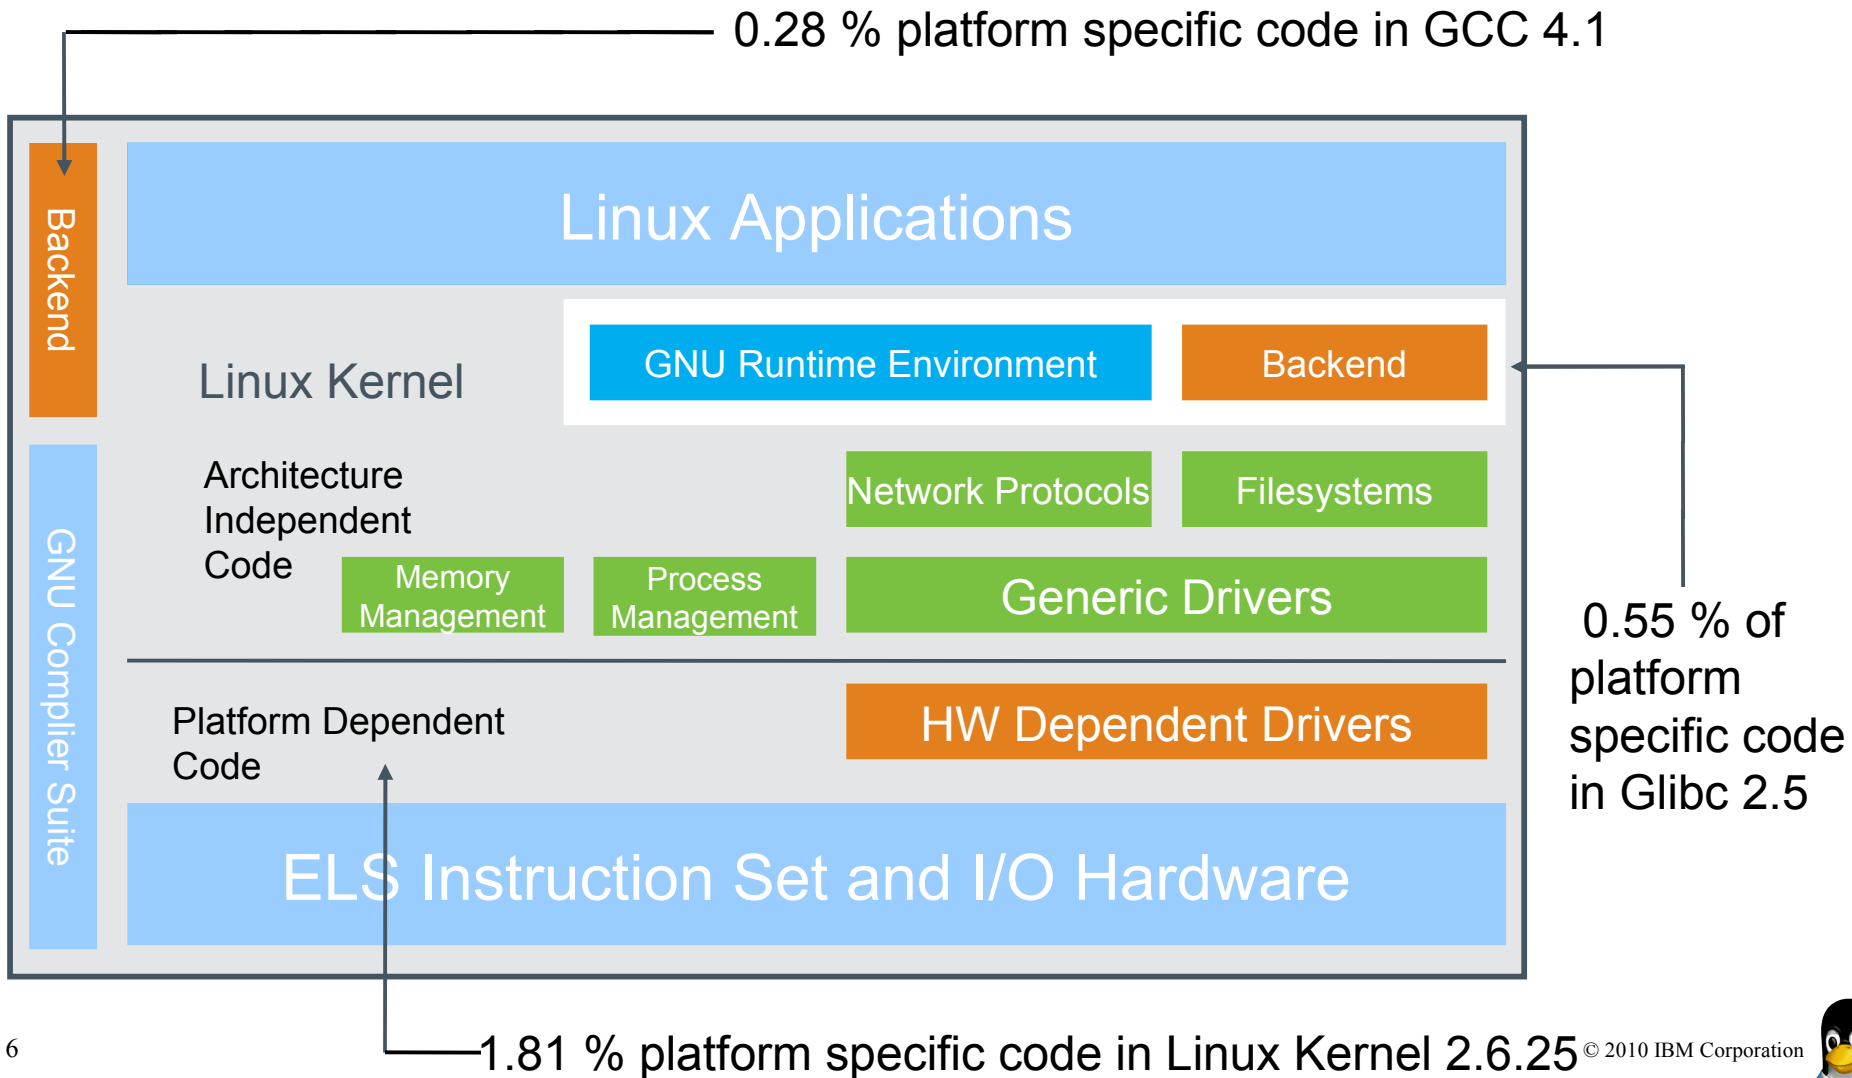 0.28 % platform specific code in GCC 4.1
Backend
Linux Applications
Linux Kernel
GNU Runtime Environment
Backend
Architecture
Independent
Code
Network Protocols
Filesystems
Memory
Management
Process
Management
Generic Drivers
GNU Complier Suite
0.55 % of
platform
specific code
in Glibc 2.5
Platform Dependent
Code
HW Dependent Drivers
ELS Instruction Set and I/O Hardware
6
1.81 % platform specific code in Linux Kernel 2.6.25
© 2010 IBM Corporation